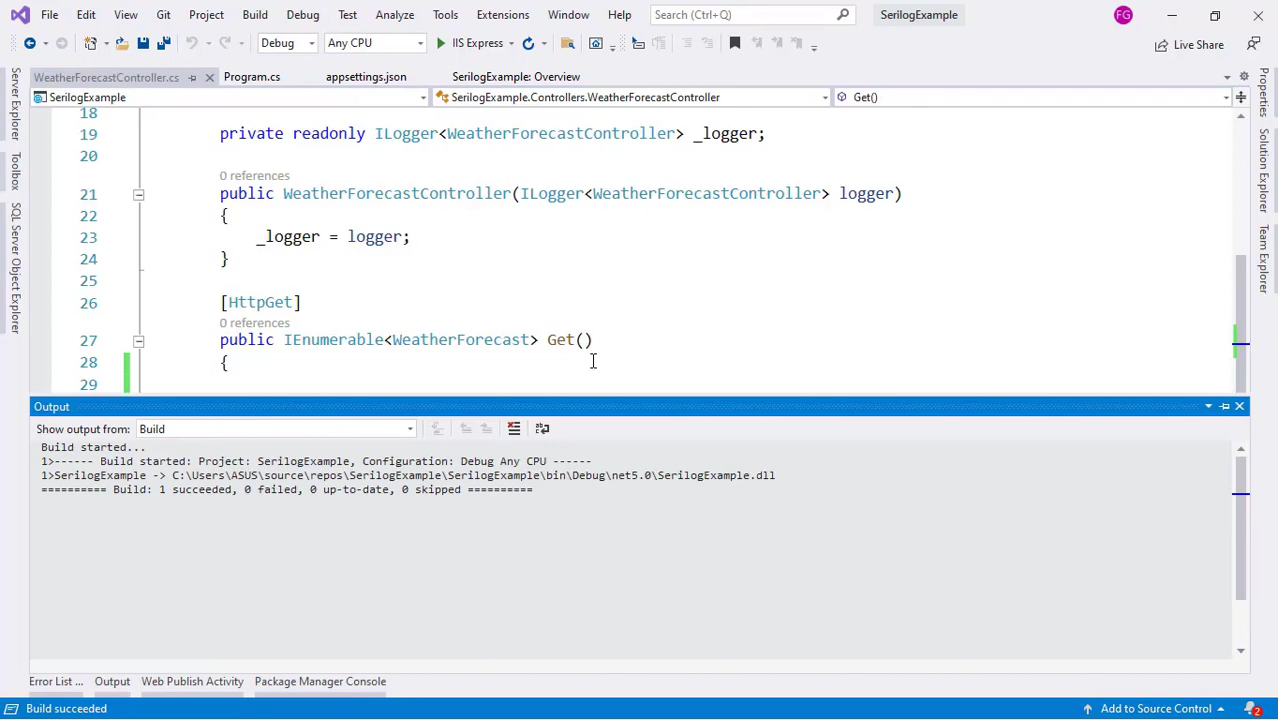 File Edit View Git Project Build Debug Test Analyze Tools Extensions Window Help Search (Ctrl+Q) SerilogExample FG
Debug Any CPU IIS Express Live Share
WeatherForecastController.cs Program.cs appsettings.json SerilogExample: Overview
SerilogExample SerilogExample.Controllers.WeatherForecastController Get()
Server Explorer
Toolbox
SQL Server Object Explorer
18
19 private readonly ILogger<WeatherForecastController> _logger;
20
0 references
21 public WeatherForecastController(ILogger<WeatherForecastController> logger)
22 {
23 _logger = logger;
24 }
25
26 [HttpGet]
0 references
27 public IEnumerable<WeatherForecast> Get()
28 {
29
Properties
Solution Explorer
Team Explorer
Output
Show output from: Build
Build started...
1>------ Build started: Project: SerilogExample, Configuration: Debug Any CPU ------
1>SerilogExample -> C:\Users\ASUS\source\repos\SerilogExample\SerilogExample\bin\Debug\net5.0\SerilogExample.dll
========== Build: 1 succeeded, 0 failed, 0 up-to-date, 0 skipped ==========
Error List ... Output Web Publish Activity Package Manager Console
Build succeeded Add to Source Control 2